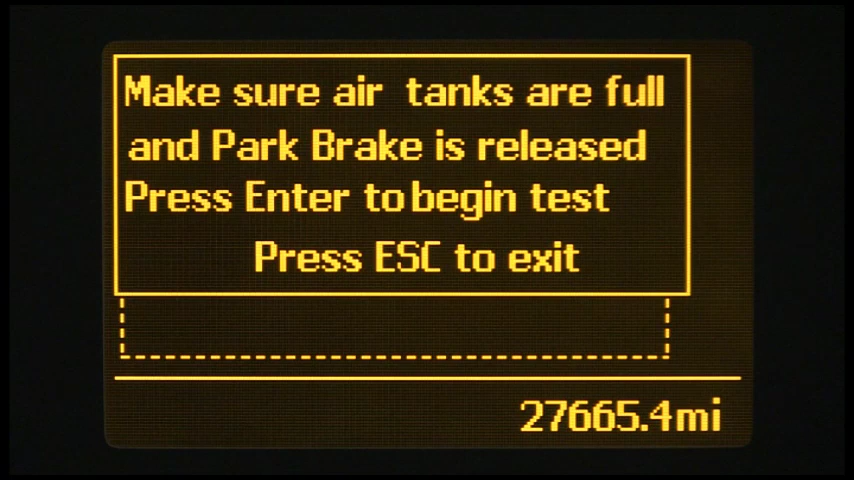 Make sure air tanks are full
and Park Brake is released
Press Enter to begin test
Press ESC to exit
27665.4mi